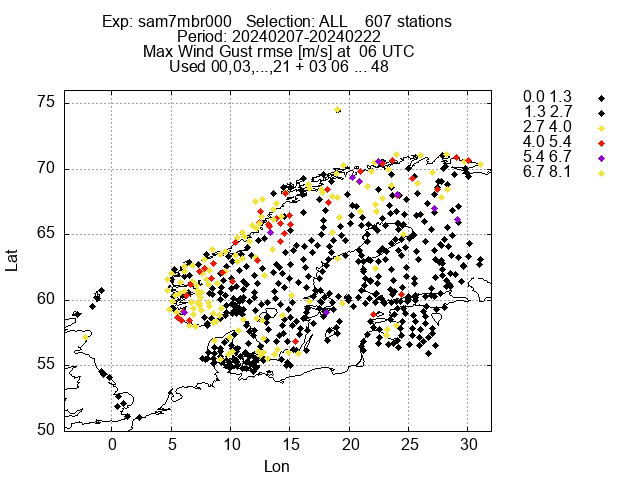 Exp: sam7mbr000 Selection: ALL 607 stations
Period: 20240207-20240222
Max Wind Gust rmse [m/s] at 06 UTC
Used 00,03,...,21 + 03 06 ... 48
75
70
65
60
55
50
Lat
0 5 10 15 20 25 30
Lon
0.0 1.3
1.3 2.7
2.7 4.0
4.0 5.4
5.4 6.7
6.7 8.1